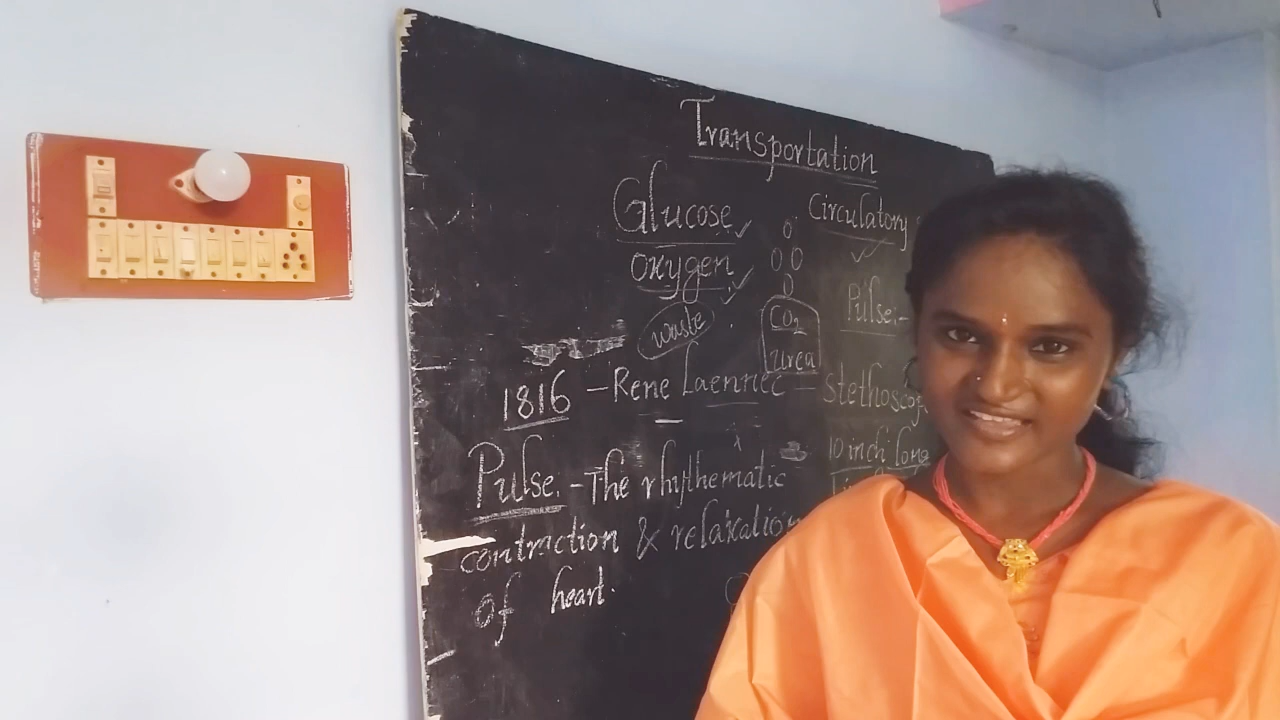 Transportation
Glucose
Oxygen
waste
CO2
urea
Circulatory
Pulse:-
1816 - Rene Laennec - Stethoscop
10 inch long
Pulse: - The rhythematic
contraction & relaxation
of heart.